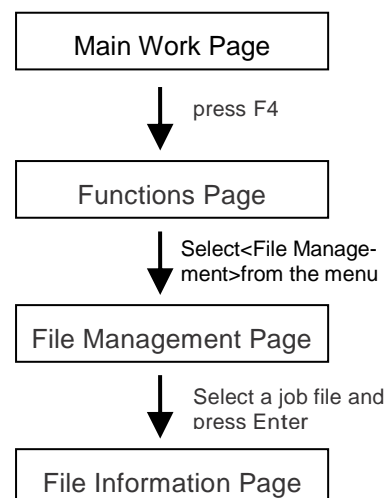 Main Work Page
press F4
Functions Page
Select<File Manage-
ment>from the menu
File Management Page
Select a job file and
press Enter
File Information Page